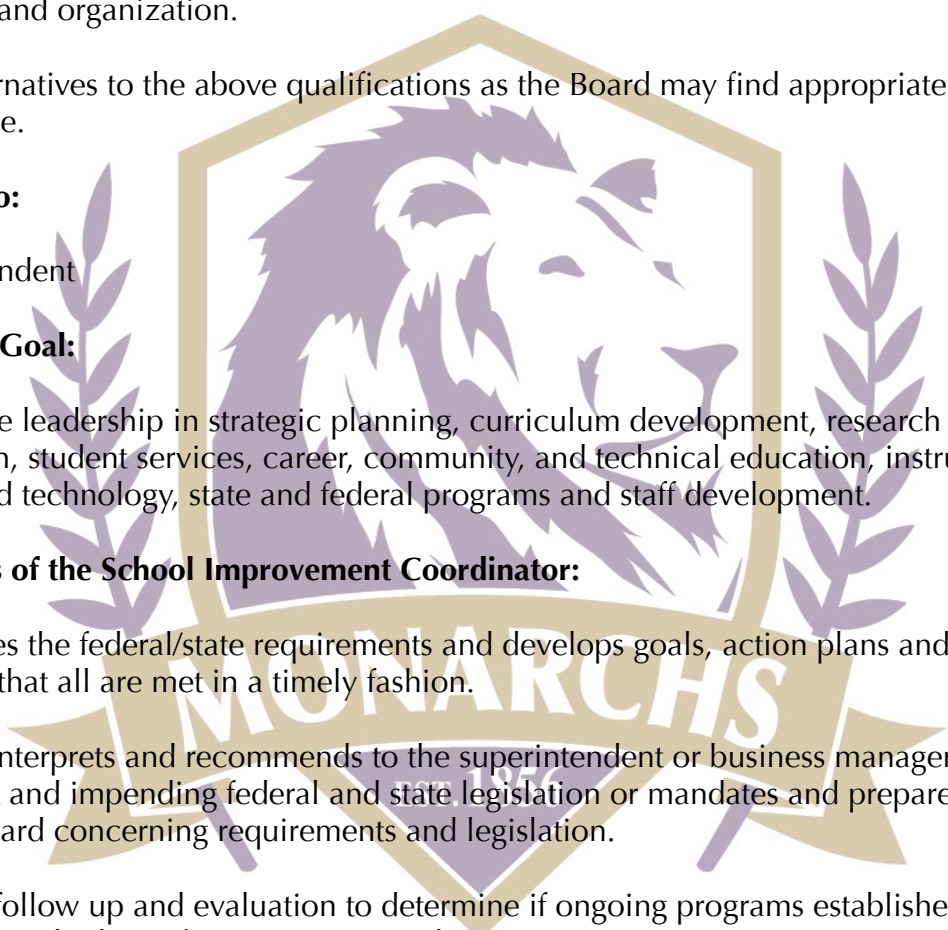 and organization.
rnatives to the above qualifications as the Board may find appropriate
e.
o:
ndent
Goal:
e leadership in strategic planning, curriculum development, research
n, student services, career, community, and technical education, instru
d technology, state and federal programs and staff development.
s of the School Improvement Coordinator:
es the federal/state requirements and develops goals, action plans and
that all are met in a timely fashion.
MONARCHS
nterprets and recommends to the superintendent or business manager
EST. 1856
and impending federal and state legislation or mandates and prepare
ard concerning requirements and legislation.
follow up and evaluation to determine if ongoing programs establishe